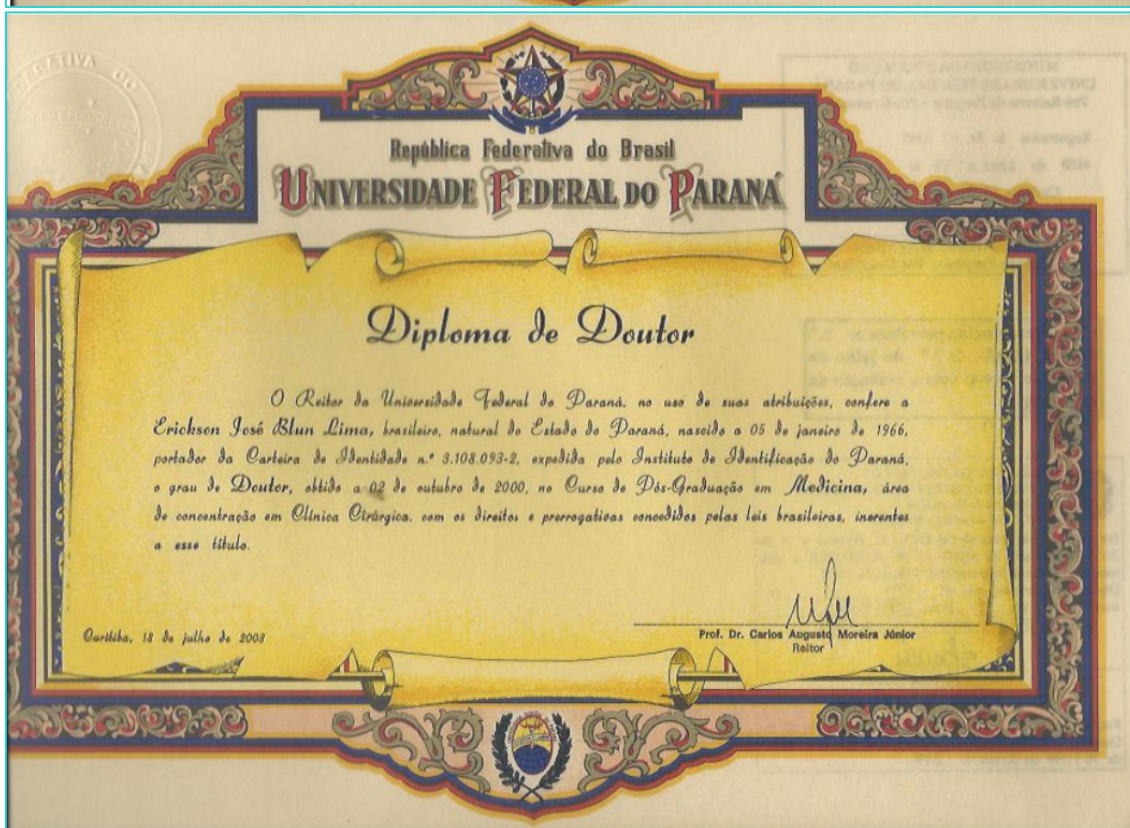 República Federativa do Brasil
UNIVERSIDADE FEDERAL DO PARANÁ
Diploma de Doutor
O Reitor da Universidade Federal do Paraná, no uso de suas atribuições, confere a
Erickson José Blun Lima, brasileiro, natural do Estado do Paraná, nascido a 05 de janeiro de 1966,
portador da Carteira de Identidade n.º 3.108.093-2, expedida pelo Instituto de Identificação do Paraná,
o grau de Doutor, obtido a 02 de outubro de 2000, no Curso de Pós-Graduação em Medicina, área
de concentração em Clínica Cirúrgica, com os direitos e prerrogativas concedidos pelas leis brasileiras, inerentes
a esse título.
Curitiba, 18 de julho de 2003
Prof. Dr. Carlos Augusto Moreira Júnior
Reitor